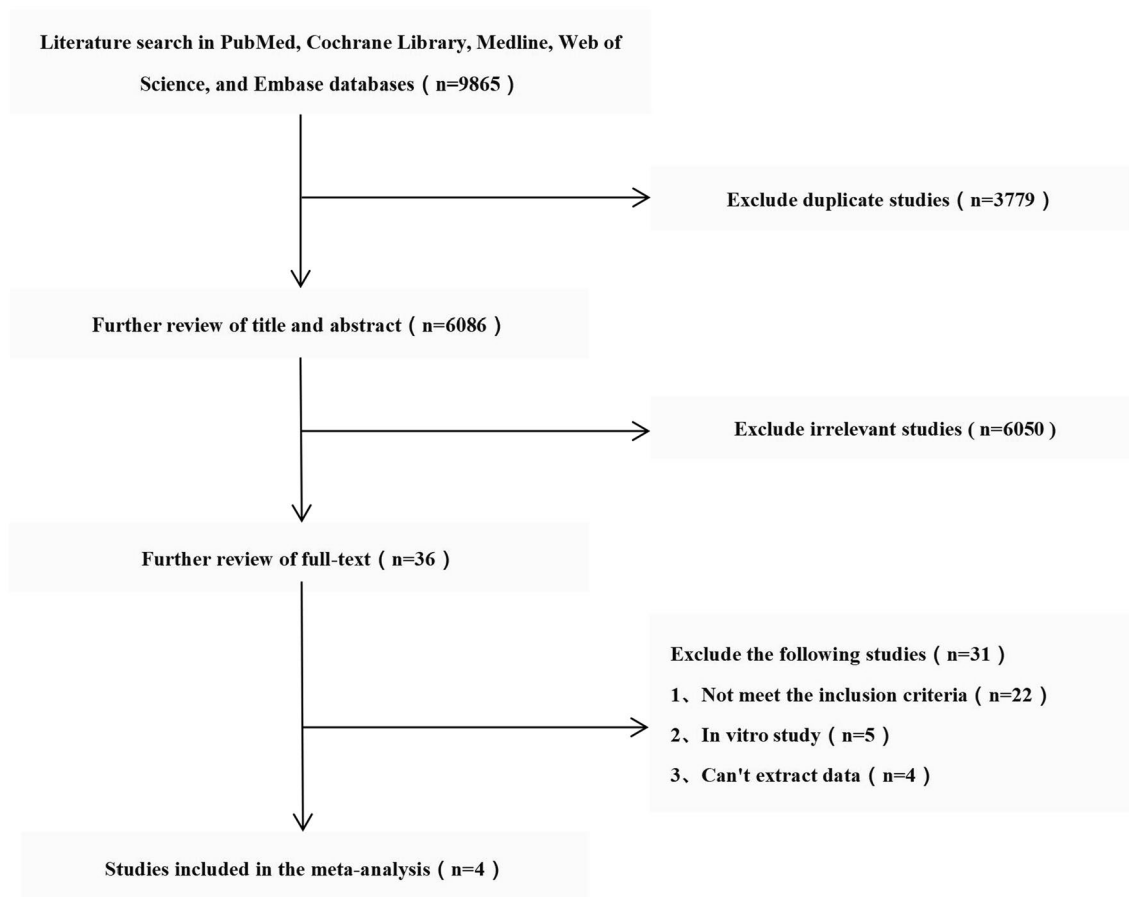 Literature search in PubMed, Cochrane Library, Medline, Web of
Science, and Embase databases ( n=9865 )
Exclude duplicate studies ( n=3779 )
Further review of title and abstract ( n=6086 )
Exclude irrelevant studies ( n=6050 )
Further review of full-text ( n=36 )
Exclude the following studies ( n=31 )
1、Not meet the inclusion criteria ( n=22 )
2、In vitro study ( n=5 )
3、Can't extract data ( n=4 )
Studies included in the meta-analysis ( n=4 )